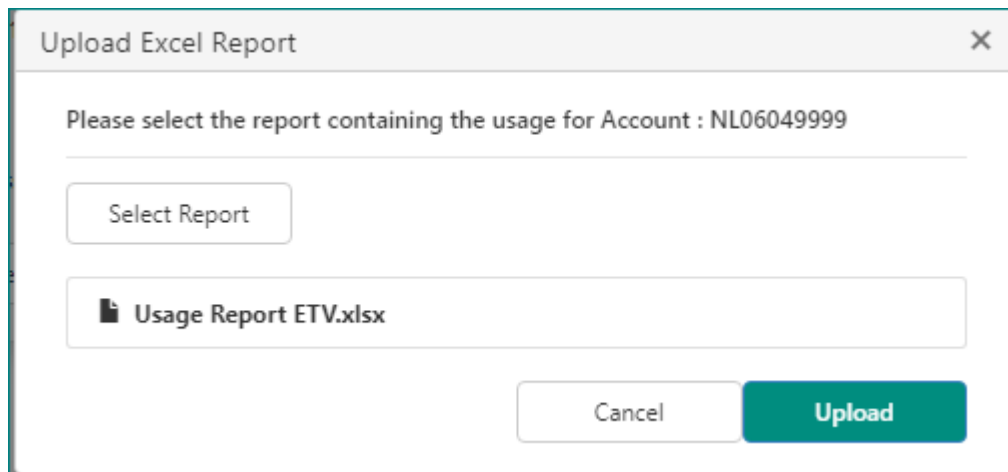 Upload Excel Report
Please select the report containing the usage for Account : NL06049999
Select Report
Usage Report ETV.xlsx
Cancel
Upload